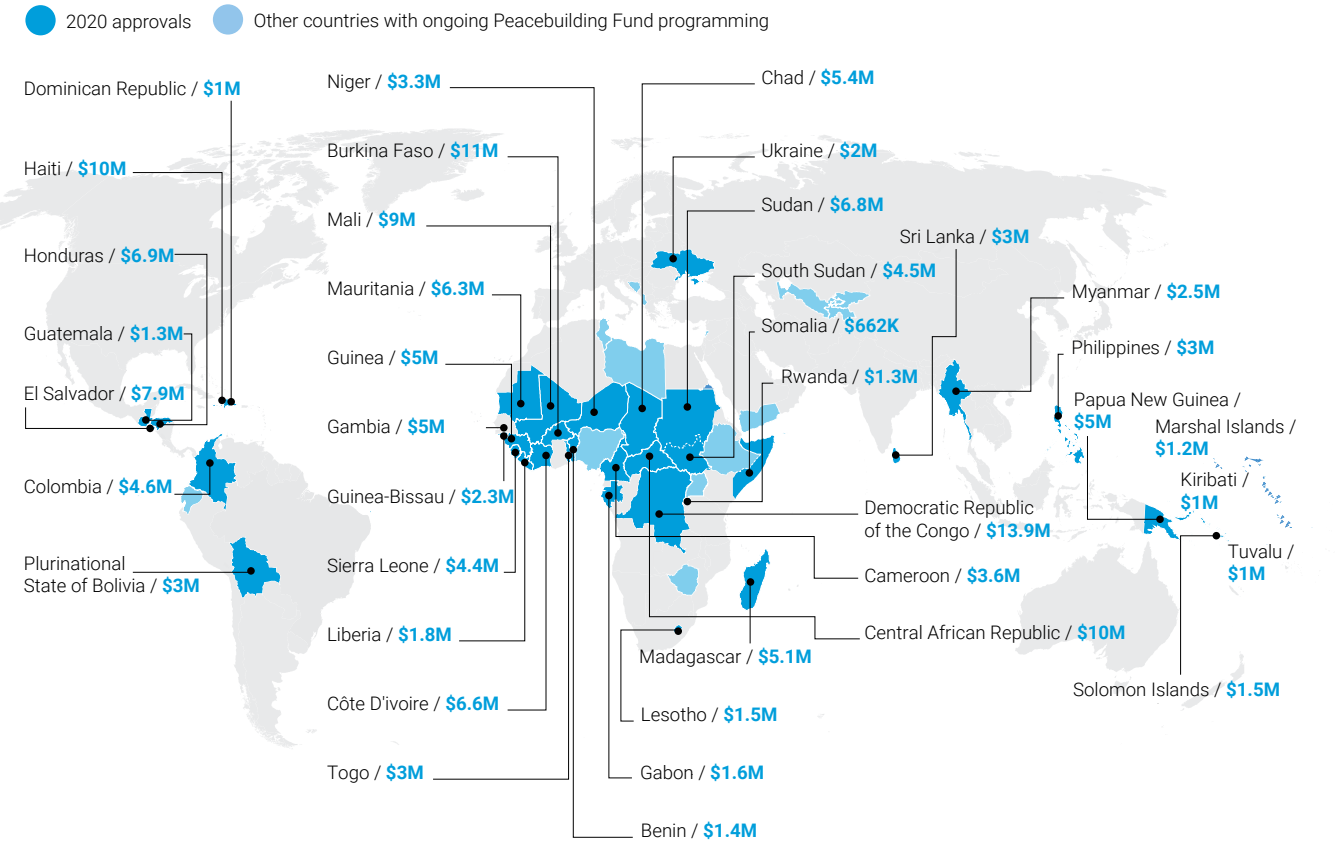 2020 approvals
Other countries with ongoing Peacebuilding Fund programming
Dominican Republic / $1M
Haiti / $10M
Honduras / $6.9M
Guatemala / $1.3M
El Salvador / $7.9M
Colombia / $4.6M
Plurinational
State of Bolivia / $3M
Niger / $3.3M
Burkina Faso / $11M
Mali / $9M
Mauritania / $6.3M
Guinea / $5M
Gambia / $5M
Guinea-Bissau / $2.3M
Sierra Leone / $4.4M
Liberia / $1.8M
Côte D'ivoire / $6.6M
Togo / $3M
Chad / $5.4M
Ukraine / $2M
Sudan / $6.8M
Sri Lanka / $3M
South Sudan / $4.5M
Somalia / $662K
Rwanda / $1.3M
Myanmar / $2.5M
Philippines / $3M
Papua New Guinea /
$5M
Marshal Islands /
$1.2M
Kiribati /
$1M
Tuvalu /
$1M
Solomon Islands / $1.5M
Democratic Republic
of the Congo / $13.9M
Cameroon / $3.6M
Central African Republic / $10M
Madagascar / $5.1M
Lesotho / $1.5M
Gabon / $1.6M
Benin / $1.4M